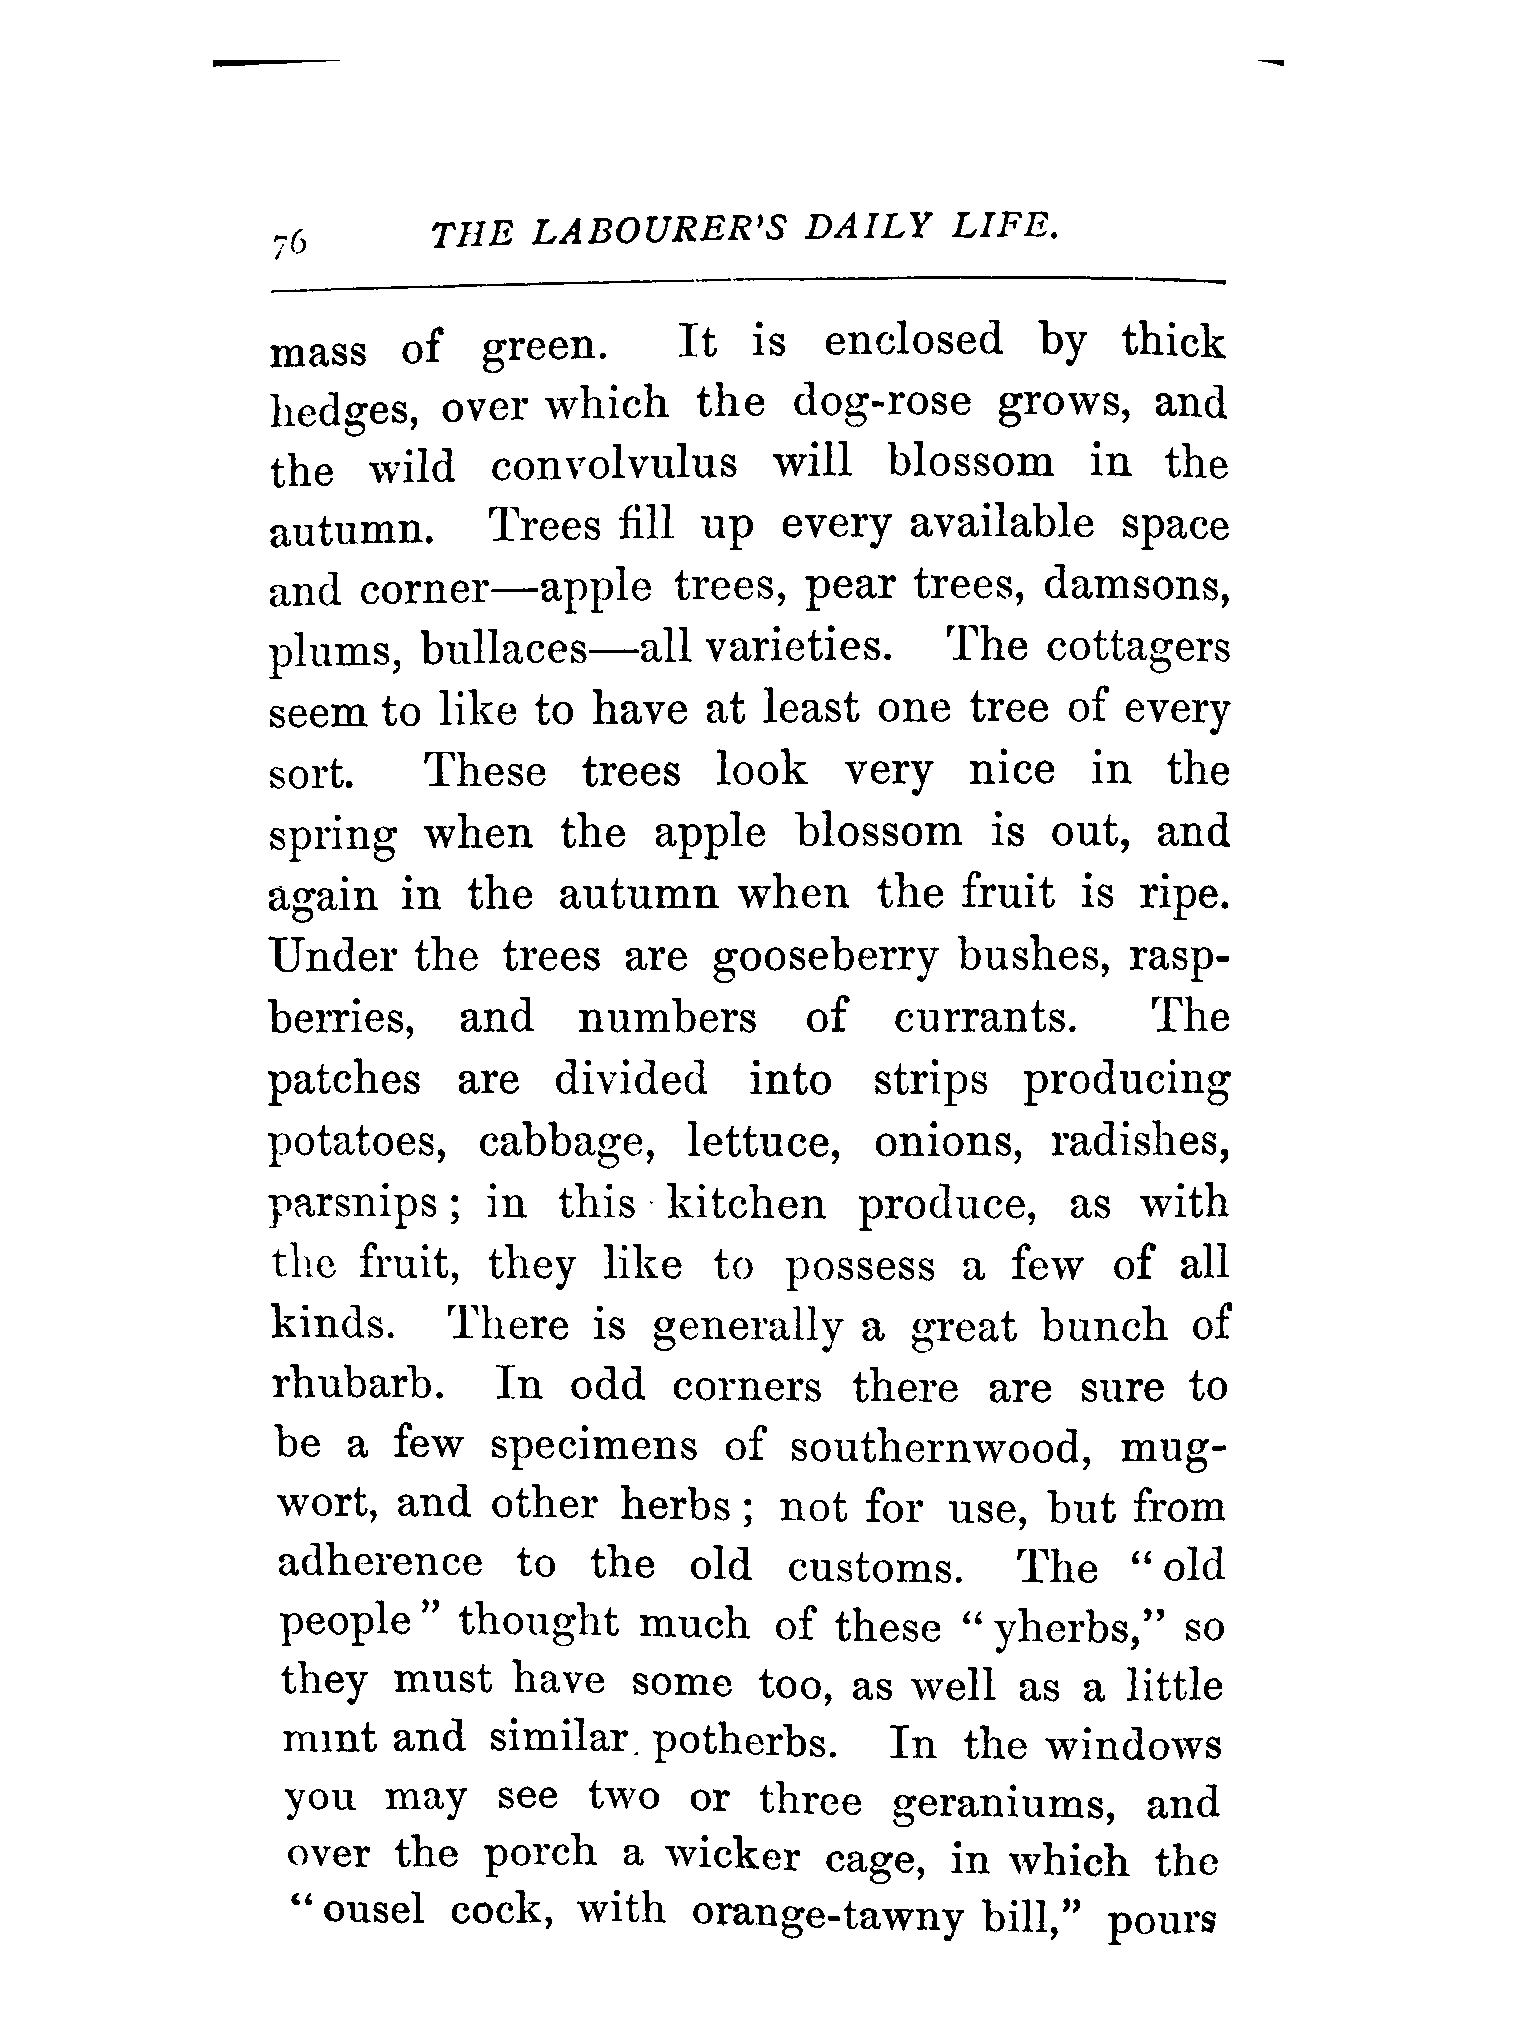 76 THE LABOURER'S DAILY LIFE.
mass of green. It is enclosed by thick
hedges, over which the dog-rose grows, and
the wild convolvulus will blossom in the
autumn. Trees fill up every available space
and corner—apple trees, pear trees, damsons,
plums, bullaces—all varieties. The cottagers
seem to like to have at least one tree of every
sort. These trees look very nice in the
spring when the apple blossom is out, and
again in the autumn when the fruit is ripe.
Under the trees are gooseberry bushes, rasp-
berries, and numbers of currants. The
patches are divided into strips producing
potatoes, cabbage, lettuce, onions, radishes,
parsnips; in this kitchen produce, as with
the fruit, they like to possess a few of all
kinds. There is generally a great bunch of
rhubarb. In odd corners there are sure to
be a few specimens of southernwood, mug-
wort, and other herbs; not for use, but from
adherence to the old customs. The "old
people" thought much of these "yherbs," so
they must have some too, as well as a little
mint and similar potherbs. In the windows
you may see two or three geraniums, and
over the porch a wicker cage, in which the
"ousel cock, with orange-tawny bill," pours